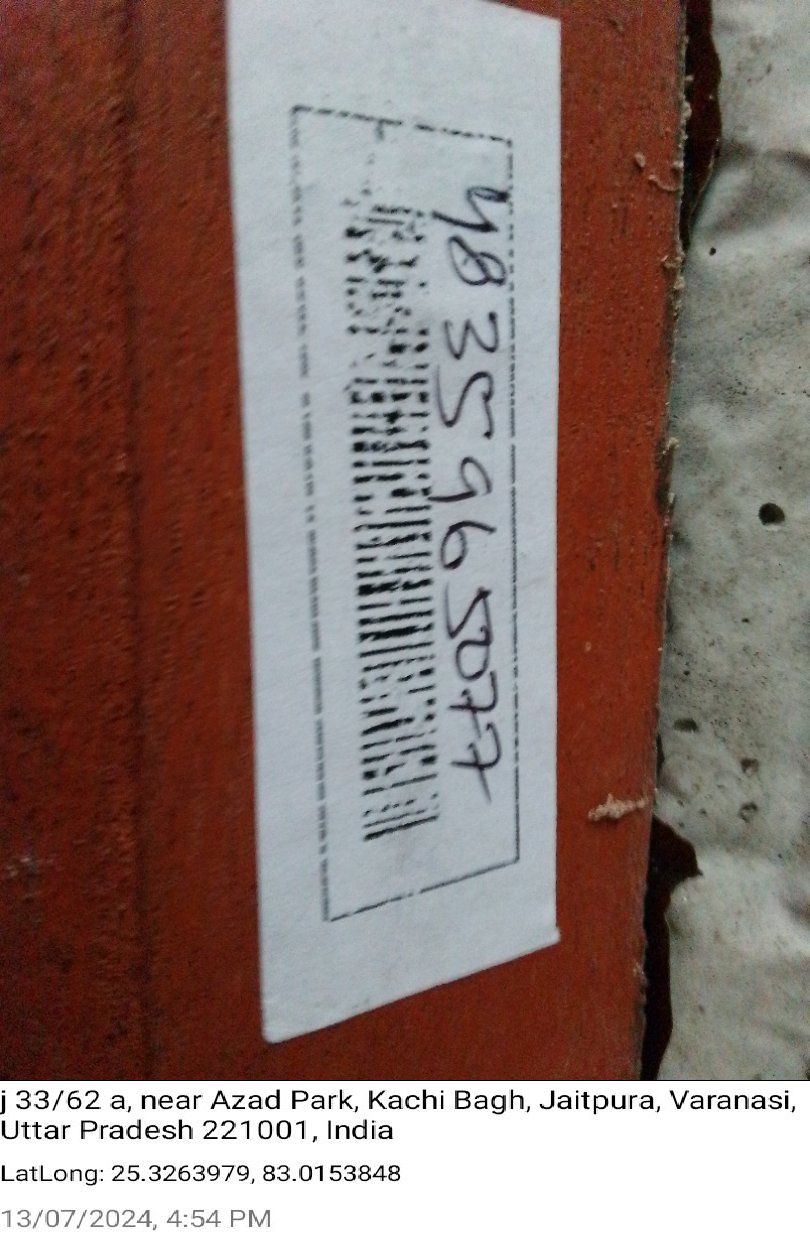 4835965077
j 33/62 a, near Azad Park, Kachi Bagh, Jaitpura, Varanasi,
Uttar Pradesh 221001, India
LatLong: 25.3263979, 83.0153848
13/07/2024, 4:54 PM